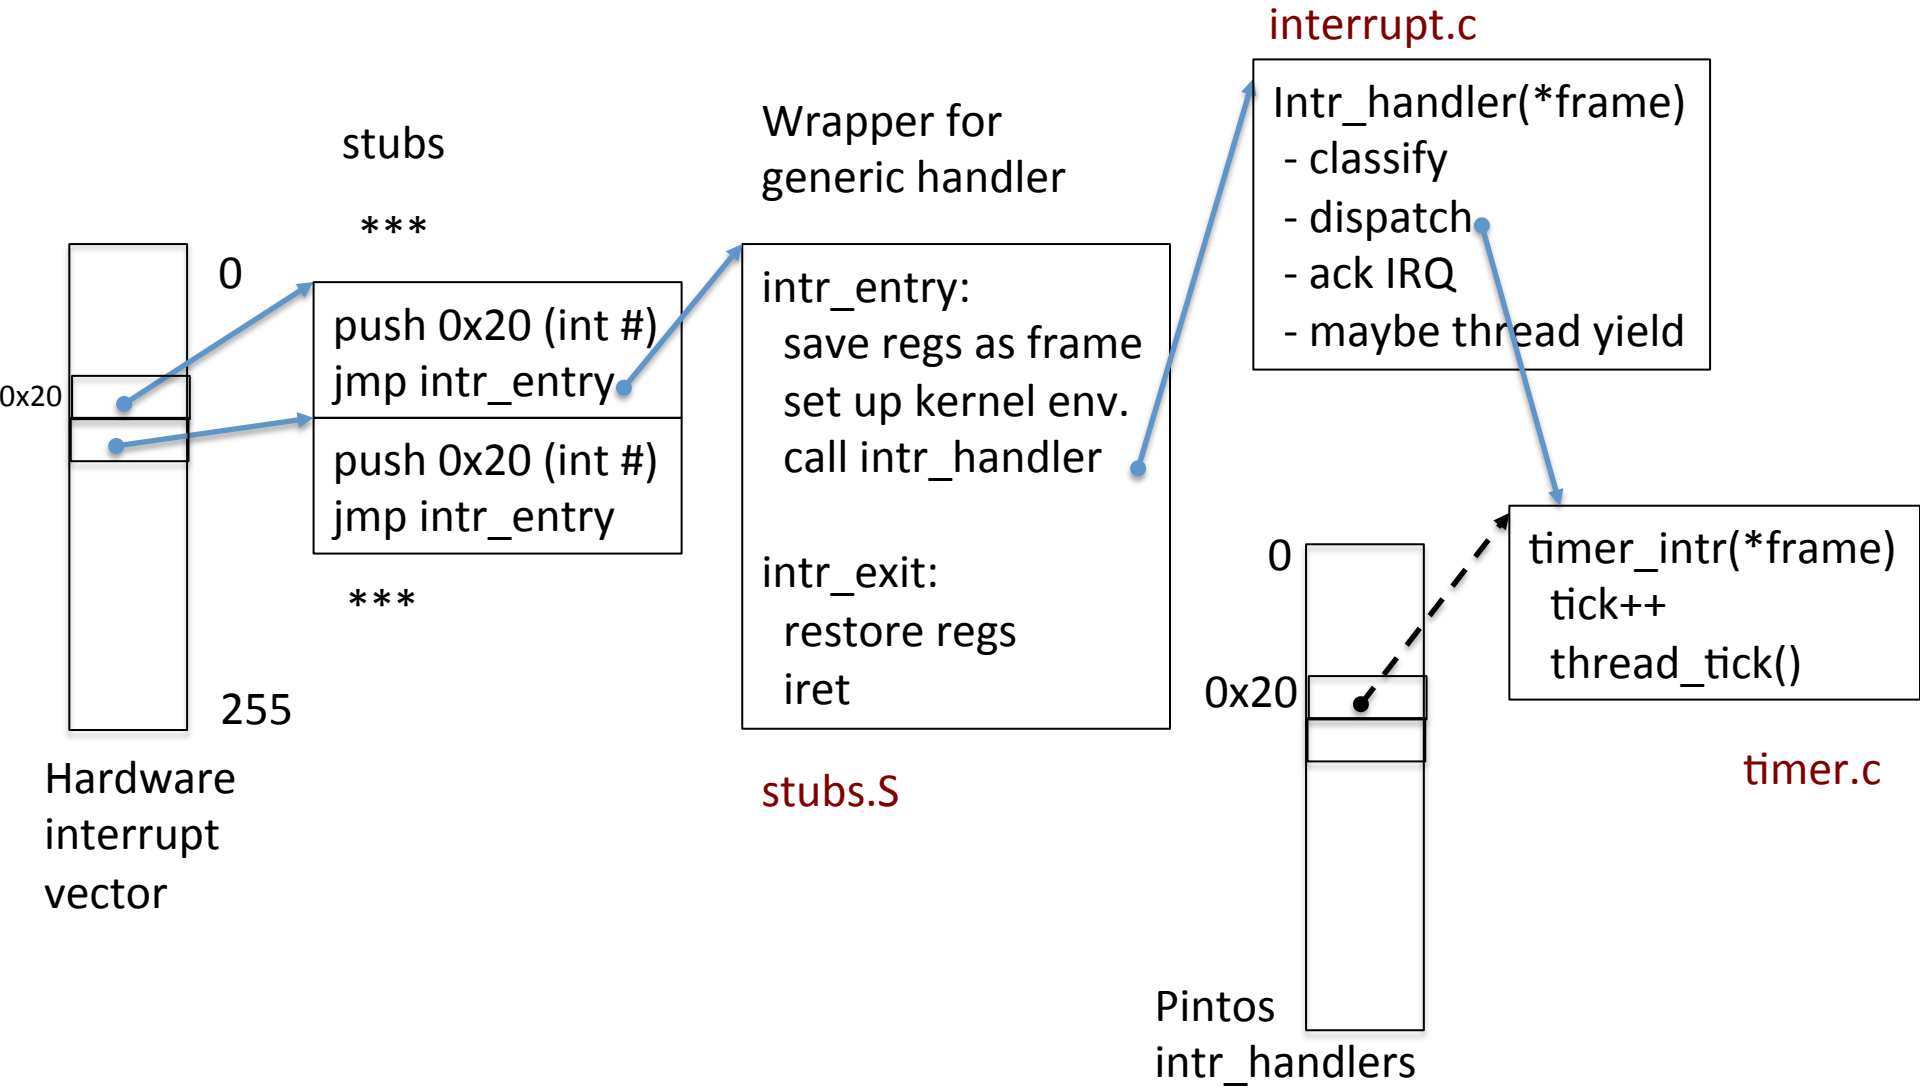 interrupt.c
Intr_handler(*frame)
- classify
- dispatch
- ack IRQ
- maybe thread yield
stubs
***
Wrapper for
generic handler
0
0x20
255
Hardware
interrupt
vector
push 0x20 (int #)
jmp intr_entry
push 0x20 (int #)
jmp intr_entry
***
intr_entry:
save regs as frame
set up kernel env.
call intr_handler
intr_exit:
restore regs
iret
stubs.S
0
0x20
Pintos
intr_handlers
timer_intr(*frame)
tick++
thread_tick()
timer.c